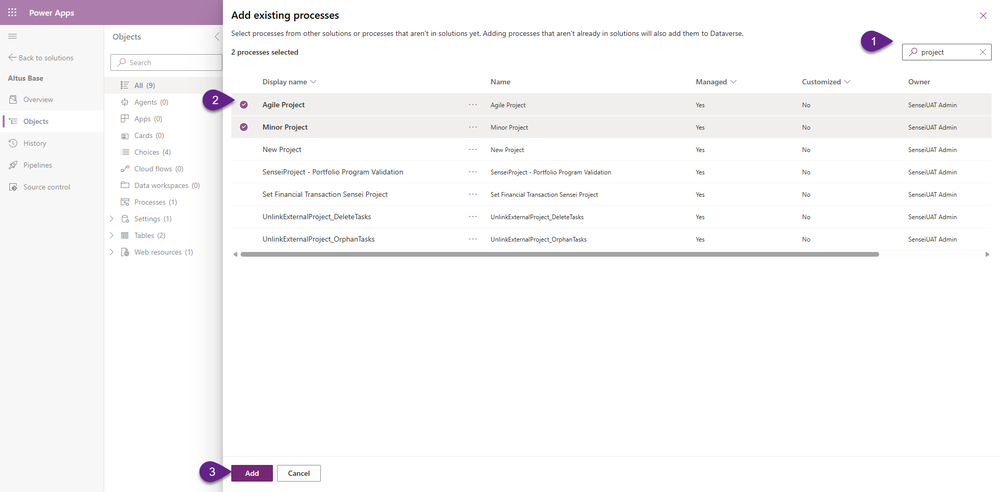 Power Apps
Back to solutions
Altus Base
Overview
Objects
History
Pipelines
Source control
Objects
Search
All (9)
Agents (0)
Apps (0)
Cards (0)
Choices (4)
Cloud flows (0)
Data workspaces (0)
Processes (1)
Settings (1)
Tables (2)
Web resources (1)
Add existing processes
Select processes from other solutions or processes that aren't in solutions yet. Adding processes that aren't already in solutions will also add them to Dataverse.
2 processes selected
1
project
Display name Name Managed Customized Owner
2
Agile Project ··· Agile Project Yes No SenseiUAT Admin
Minor Project ··· Minor Project Yes No SenseiUAT Admin
New Project ··· New Project Yes No SenseiUAT Admin
SenseiProject - Portfolio Program Validation ··· SenseiProject - Portfolio Program Validation Yes No SenseiUAT Admin
Set Financial Transaction Sensei Project ··· Set Financial Transaction Sensei Project Yes No SenseiUAT Admin
UnlinkExternalProject_DeleteTasks ··· UnlinkExternalProject_DeleteTasks Yes No SenseiUAT Admin
UnlinkExternalProject_OrphanTasks ··· UnlinkExternalProject_OrphanTasks Yes No SenseiUAT Admin
3
Add Cancel